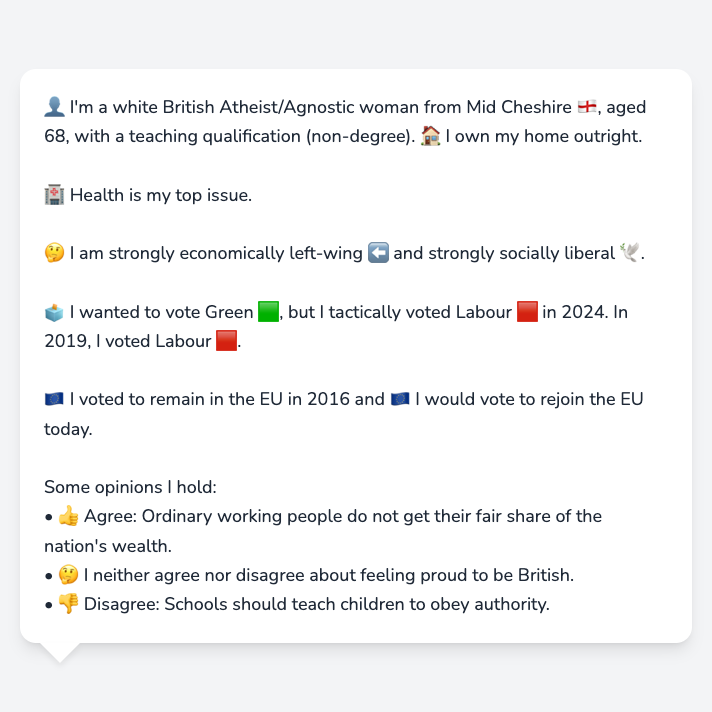 👤 I'm a white British Atheist/Agnostic woman from Mid Cheshire 🏴󠁧󠁢󠁥󠁮󠁧󠁿, aged
68, with a teaching qualification (non-degree). 🏠 I own my home outright.
🏥 Health is my top issue.
🤔 I am strongly economically left-wing ⬅️ and strongly socially liberal 🕊️.
🗳️ I wanted to vote Green 🟩, but I tactically voted Labour 🟥 in 2024. In
2019, I voted Labour 🟥.
🇪🇺 I voted to remain in the EU in 2016 and 🇪🇺 I would vote to rejoin the EU
today.
Some opinions I hold:
• 👍 Agree: Ordinary working people do not get their fair share of the
nation's wealth.
• 🤔 I neither agree nor disagree about feeling proud to be British.
• 👎 Disagree: Schools should teach children to obey authority.